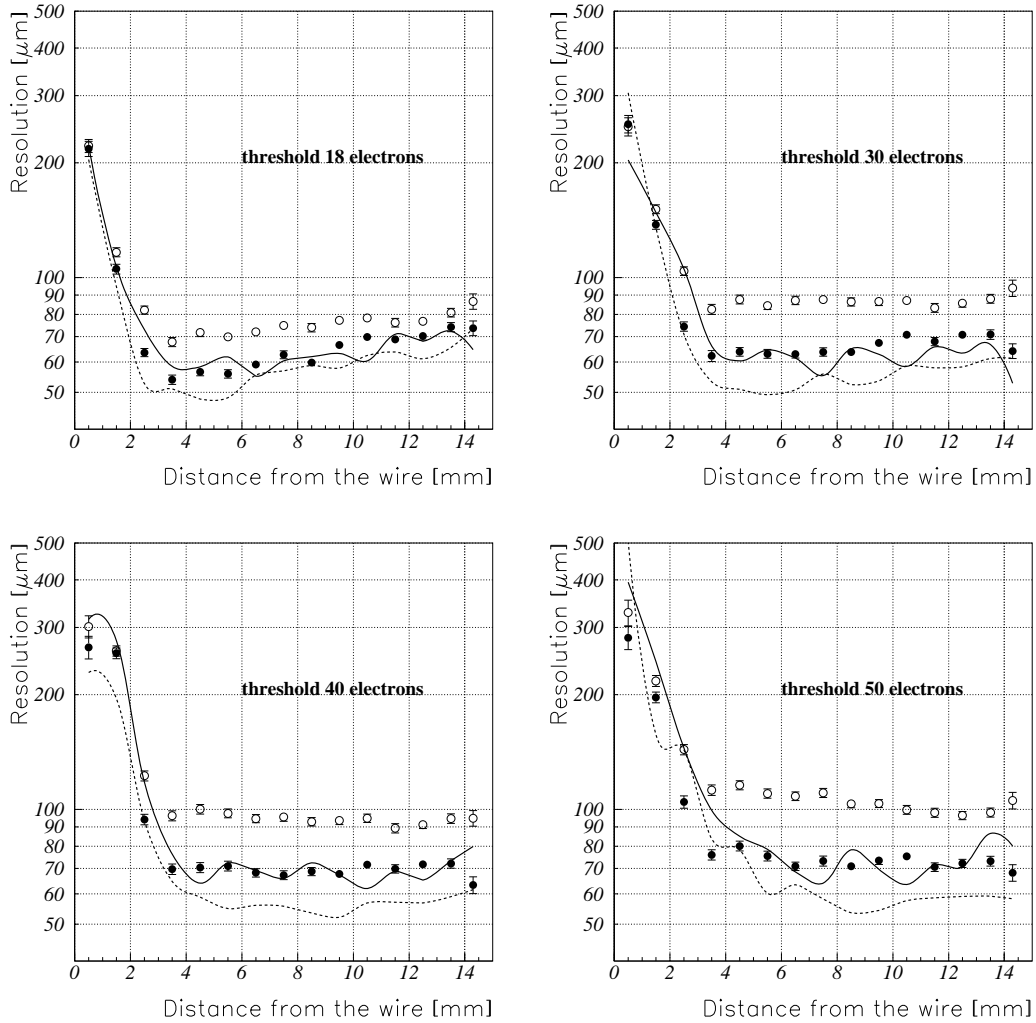 Resolution [μm]
500
400
300
200
100
90
80
70
60
50
threshold 18 electrons
0 2 4 6 8 10 12 14
Distance from the wire [mm]
Resolution [μm]
500
400
300
200
100
90
80
70
60
50
threshold 30 electrons
0 2 4 6 8 10 12 14
Distance from the wire [mm]
Resolution [μm]
500
400
300
200
100
90
80
70
60
50
threshold 40 electrons
0 2 4 6 8 10 12 14
Distance from the wire [mm]
Resolution [μm]
500
400
300
200
100
90
80
70
60
50
threshold 50 electrons
0 2 4 6 8 10 12 14
Distance from the wire [mm]